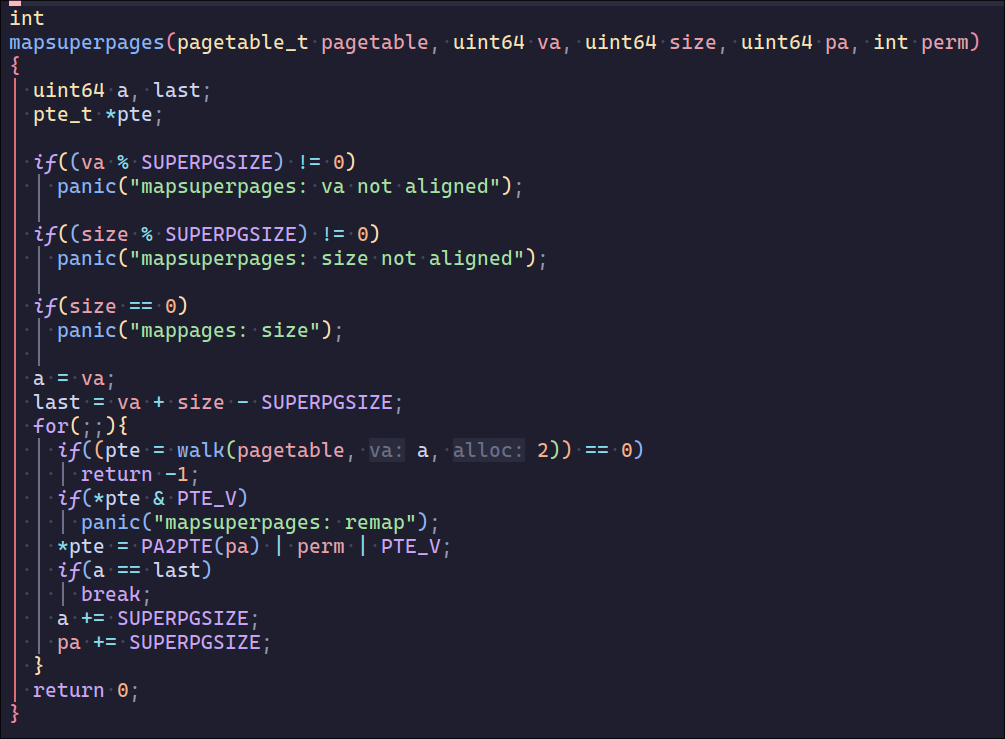 int
mapsuperpages(pagetable_t pagetable, uint64 va, uint64 size, uint64 pa, int perm)
{
  uint64 a, last;
  pte_t *pte;

  if((va % SUPERPGSIZE) != 0)
    panic("mapsuperpages: va not aligned");

  if((size % SUPERPGSIZE) != 0)
    panic("mapsuperpages: size not aligned");

  if(size == 0)
    panic("mappages: size");

  a = va;
  last = va + size - SUPERPGSIZE;
  for(;;){
    if((pte = walk(pagetable, va: a, alloc: 2)) == 0)
      return -1;
    if(*pte & PTE_V)
      panic("mapsuperpages: remap");
    *pte = PA2PTE(pa) | perm | PTE_V;
    if(a == last)
      break;
    a += SUPERPGSIZE;
    pa += SUPERPGSIZE;
  }
  return 0;
}